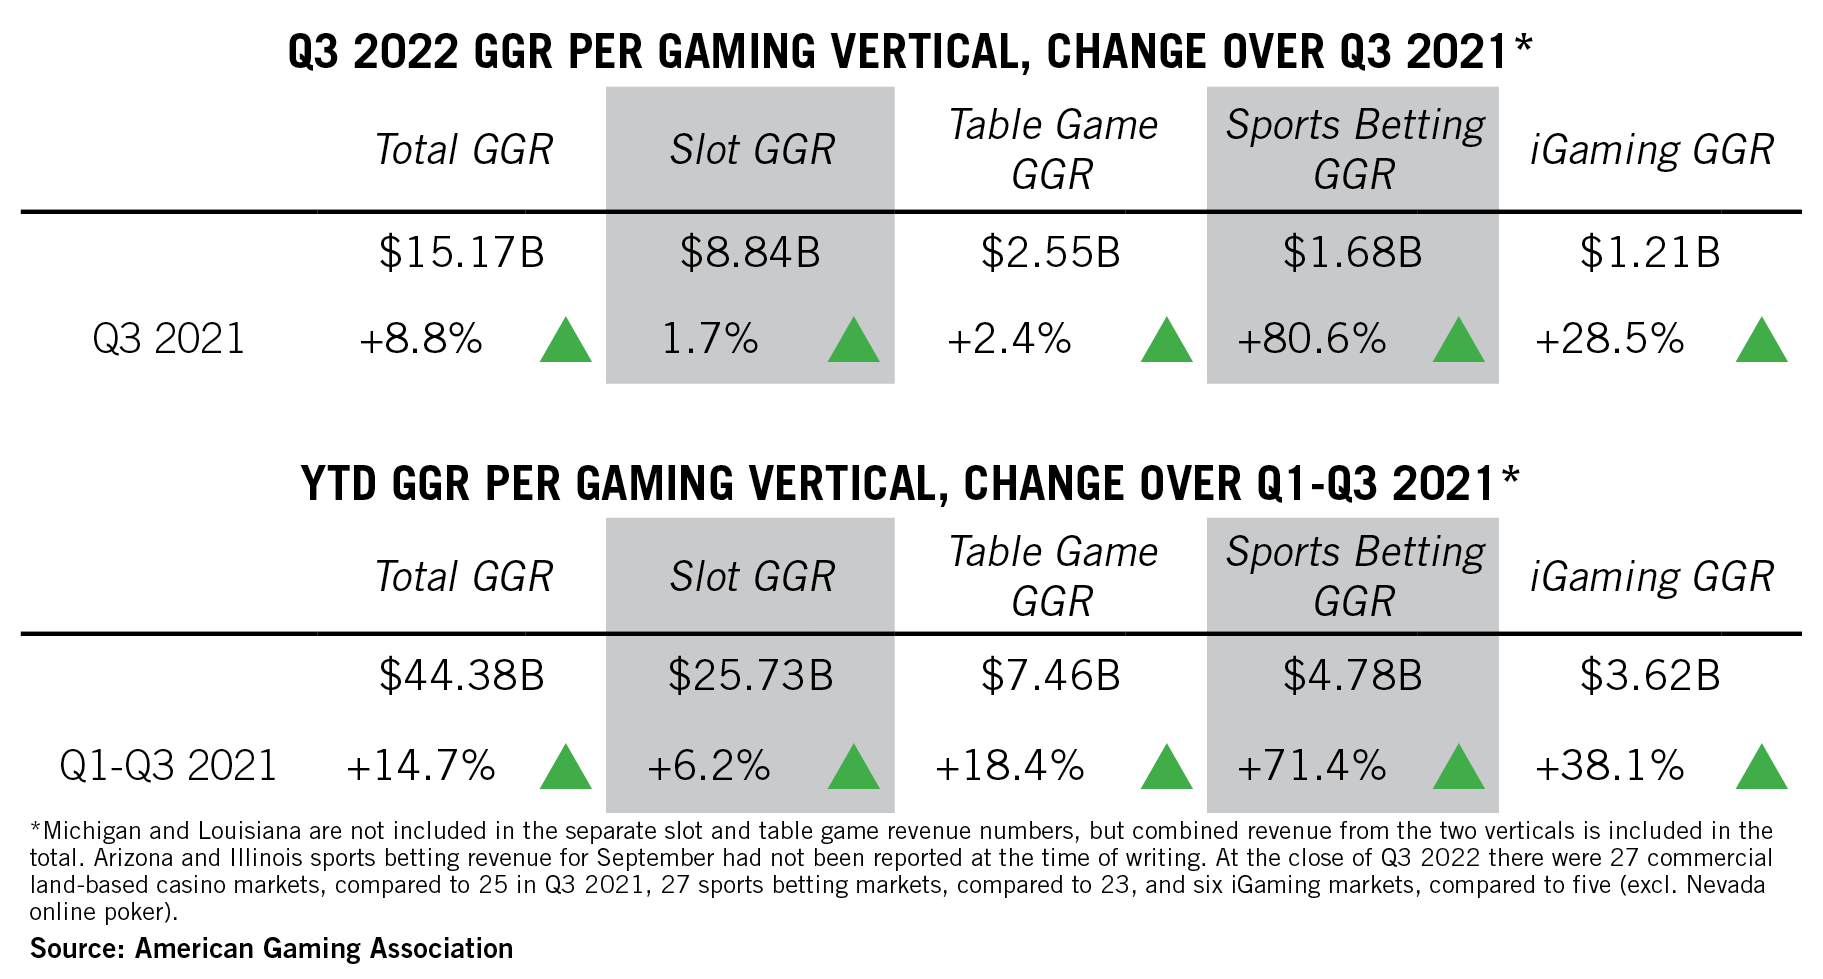 Q3 2022 GGR PER GAMING VERTICAL, CHANGE OVER Q3 2021*
Total GGR
Slot GGR
Table Game
GGR
Sports Betting
GGR
iGaming GGR
$15.17B $8.84B $2.55B $1.68B $1.21B
Q3 2021 +8.8% 1.7% +2.4% +80.6% +28.5%
YTD GGR PER GAMING VERTICAL, CHANGE OVER Q1-Q3 2021*
Total GGR
Slot GGR
Table Game
GGR
Sports Betting
GGR
iGaming GGR
$44.38B $25.73B $7.46B $4.78B $3.62B
Q1-Q3 2021 +14.7% +6.2% +18.4% +71.4% +38.1%
*Michigan and Louisiana are not included in the separate slot and table game revenue numbers, but combined revenue from the two verticals is included in the
total. Arizona and Illinois sports betting revenue for September had not been reported at the time of writing. At the close of Q3 2022 there were 27 commercial
land-based casino markets, compared to 25 in Q3 2021, 27 sports betting markets, compared to 23, and six iGaming markets, compared to five (excl. Nevada
online poker).
Source: American Gaming Association